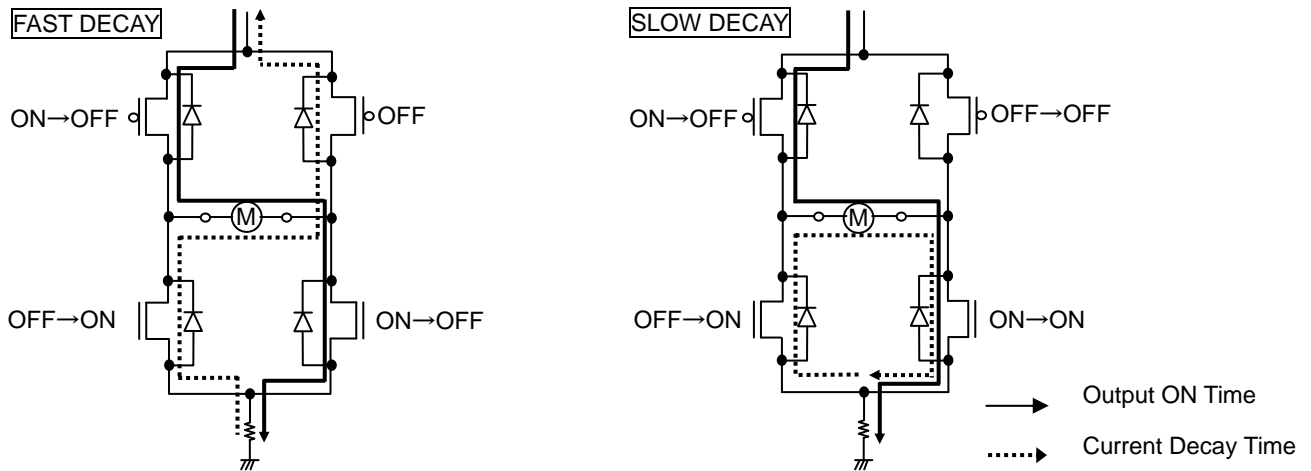 FAST DECAY
ON→OFF
OFF
M
OFF→ON
ON→OFF
SLOW DECAY
ON→OFF
OFF→OFF
M
OFF→ON
ON→ON
Output ON Time
Current Decay Time